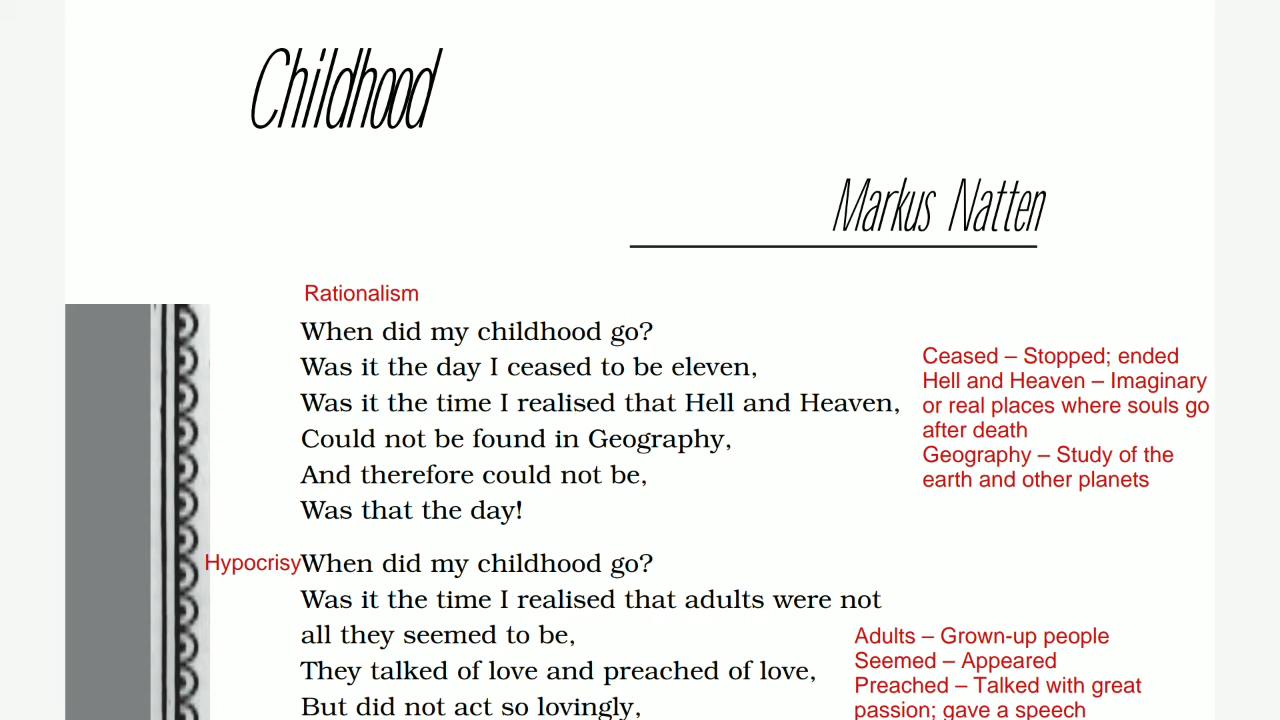 Childhood
Markus Natten
Rationalism
When did my childhood go?
Was it the day I ceased to be eleven,
Was it the time I realised that Hell and Heaven,
Could not be found in Geography,
And therefore could not be,
Was that the day!
Ceased – Stopped; ended
Hell and Heaven – Imaginary
or real places where souls go
after death
Geography – Study of the
earth and other planets
Hypocrisy
When did my childhood go?
Was it the time I realised that adults were not
all they seemed to be,
They talked of love and preached of love,
But did not act so lovingly,
Adults – Grown-up people
Seemed – Appeared
Preached – Talked with great
passion; gave a speech